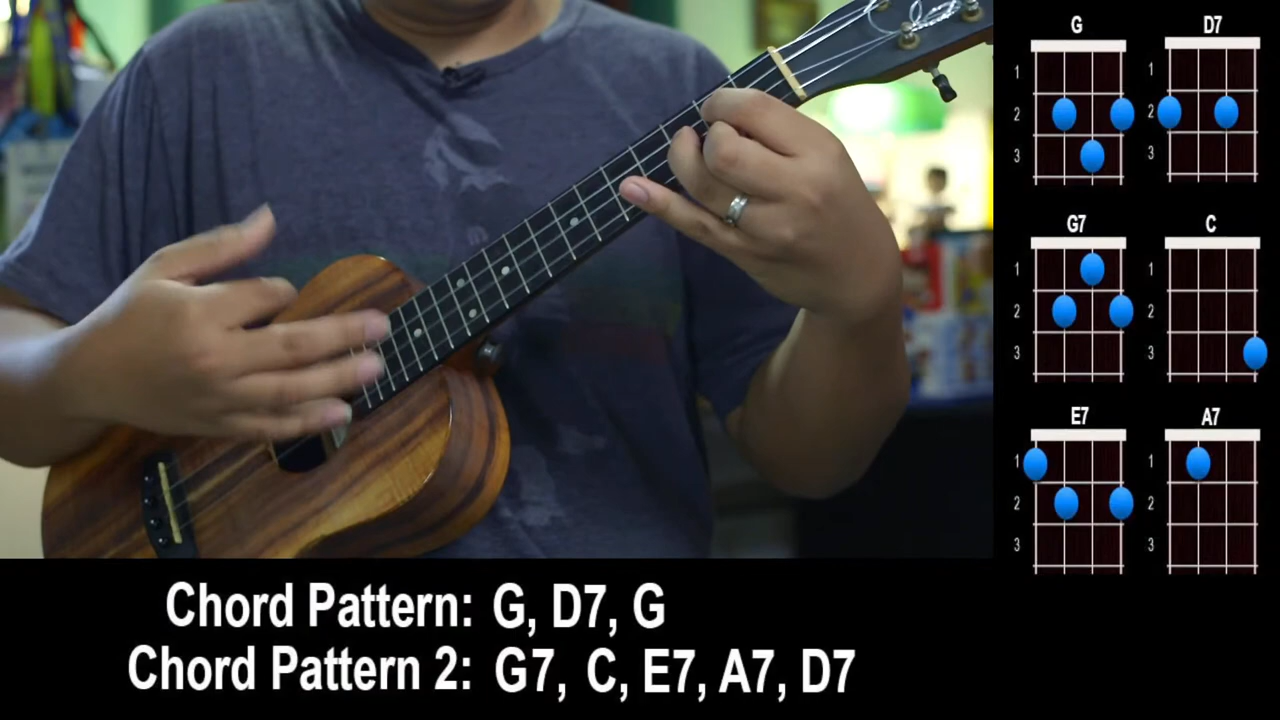 G D7
1 1
2 2
3 3
G7 C
1 1
2 2
3 3
E7 A7
1 1
2 2
3 3
Chord Pattern: G, D7, G
Chord Pattern 2: G7, C, E7, A7, D7